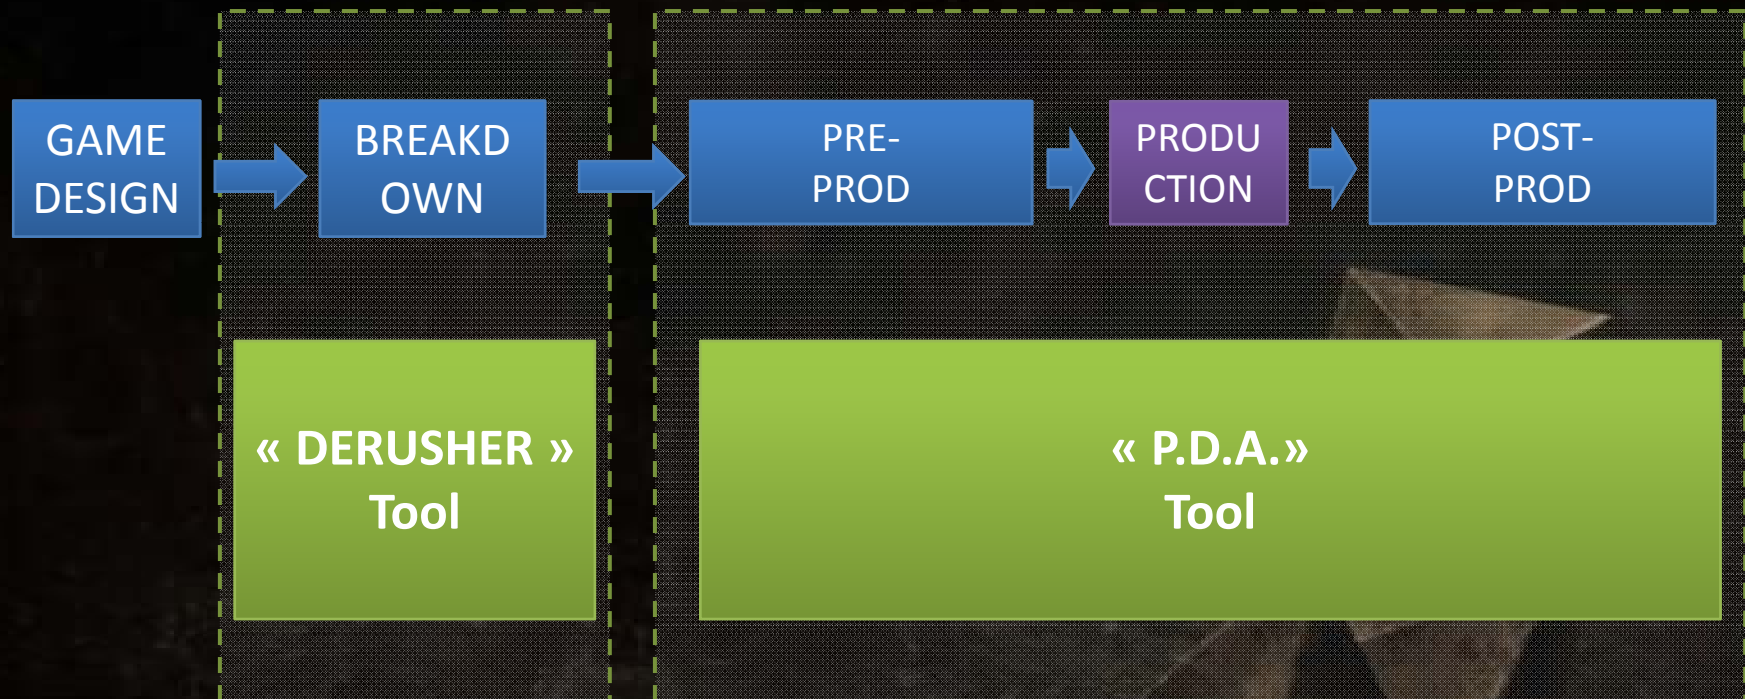 GAME
DESIGN
BREAKD
OWN
PRE-
PROD
PRODU
CTION
POST-
PROD
« DERUSHER »
Tool
« P.D.A.»
Tool